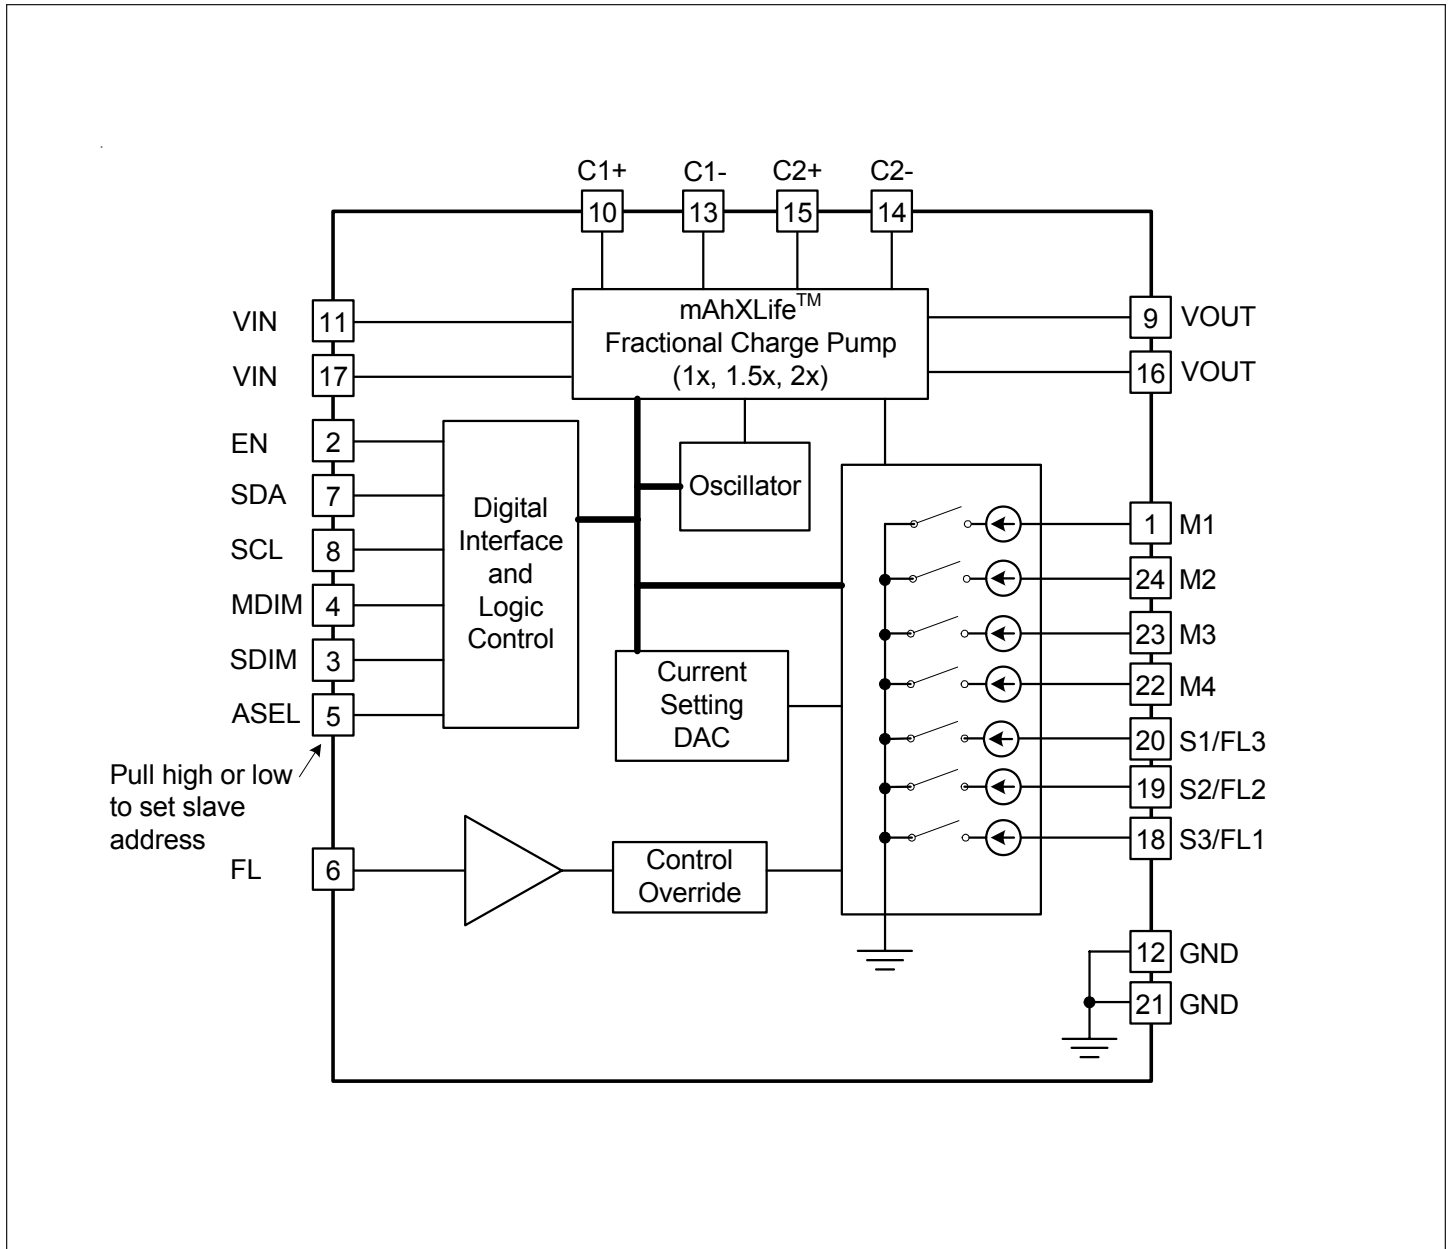 C1+ C1- C2+ C2-
10 13 15 14
mAhXLife™
Fractional Charge Pump
(1x, 1.5x, 2x)
VIN 11
VIN 17
9 VOUT
16 VOUT
EN 2
SDA 7
SCL 8
MDIM 4
SDIM 3
ASEL 5
Digital
Interface
and
Logic
Control
Oscillator
Current
Setting
DAC
1 M1
24 M2
23 M3
22 M4
20 S1/FL3
19 S2/FL2
18 S3/FL1
Pull high or low
to set slave
address
FL 6
Control
Override
12 GND
21 GND